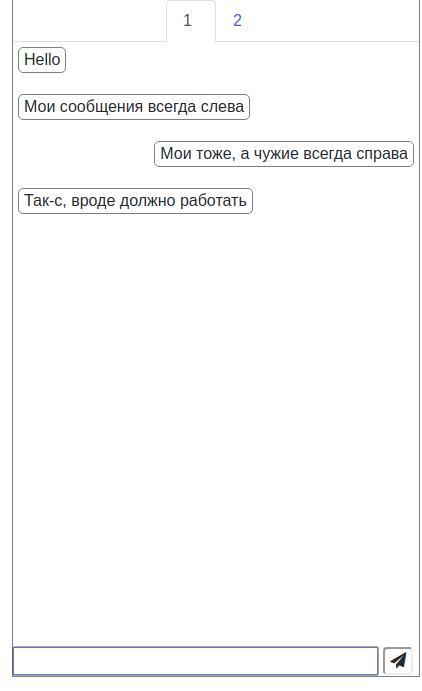 1 2
Hello
Мои сообщения всегда слева
Мои тоже, а чужие всегда справа
Так-с, вроде должно работать